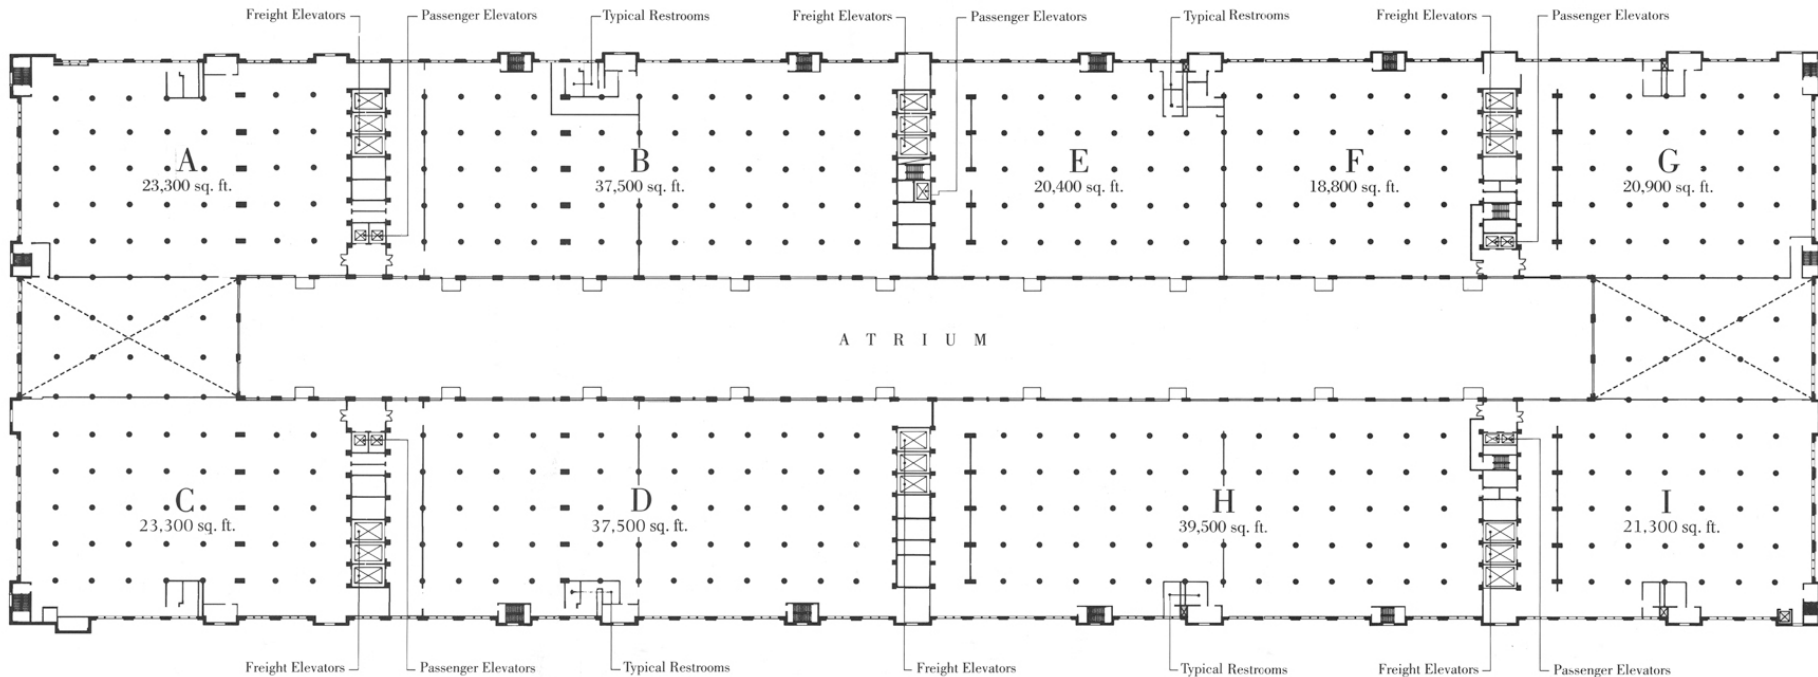 Freight Elevators
Passenger Elevators
Typical Restrooms
Freight Elevators
Passenger Elevators
Typical Restrooms
Freight Elevators
Passenger Elevators
A
23,300 sq. ft.
B
37,500 sq. ft.
E
20,400 sq. ft.
F
18,800 sq. ft.
G
20,900 sq. ft.
ATRIUM
C
23,300 sq. ft.
D
37,500 sq. ft.
H
39,500 sq. ft.
I
21,300 sq. ft.
Freight Elevators
Passenger Elevators
Typical Restrooms
Freight Elevators
Typical Restrooms
Freight Elevators
Passenger Elevators